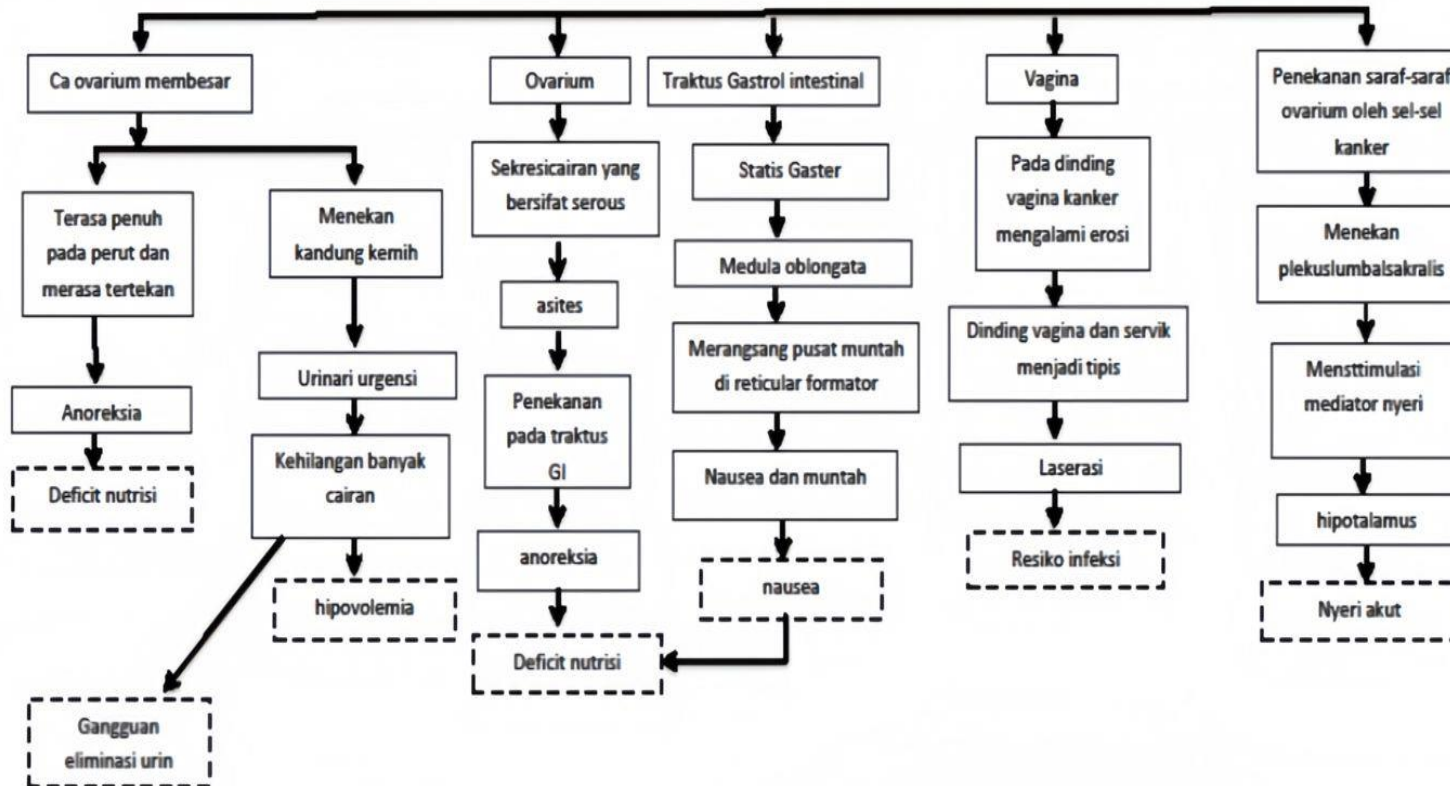 Ca ovarium membesar
Terasa penuh
pada perut dan
merasa tertekan
Anoreksia
Deficit nutrisi
Menekan
kandung kemih
Urinari urgensi
Kehilangan banyak
cairan
hipovolemia
Gangguan
eliminasi urin
Ovarium
Sekresicairan yang
bersifat serous
asites
Penekanan
pada traktus
GI
anoreksia
Deficit nutrisi
Traktus Gastrol intestinal
Statis Gaster
Medula oblongata
Merangsang pusat muntah
di reticular formator
Nausea dan muntah
nausea
Vagina
Pada dinding
vagina kanker
mengalami erosi
Dinding vagina dan servik
menjadi tipis
Laserasi
Resiko infeksi
Penekanan saraf-saraf
ovarium oleh sel-sel
kanker
Menekan
plekuslumbalsakralis
Mensttimulasi
mediator nyeri
hipotalamus
Nyeri akut